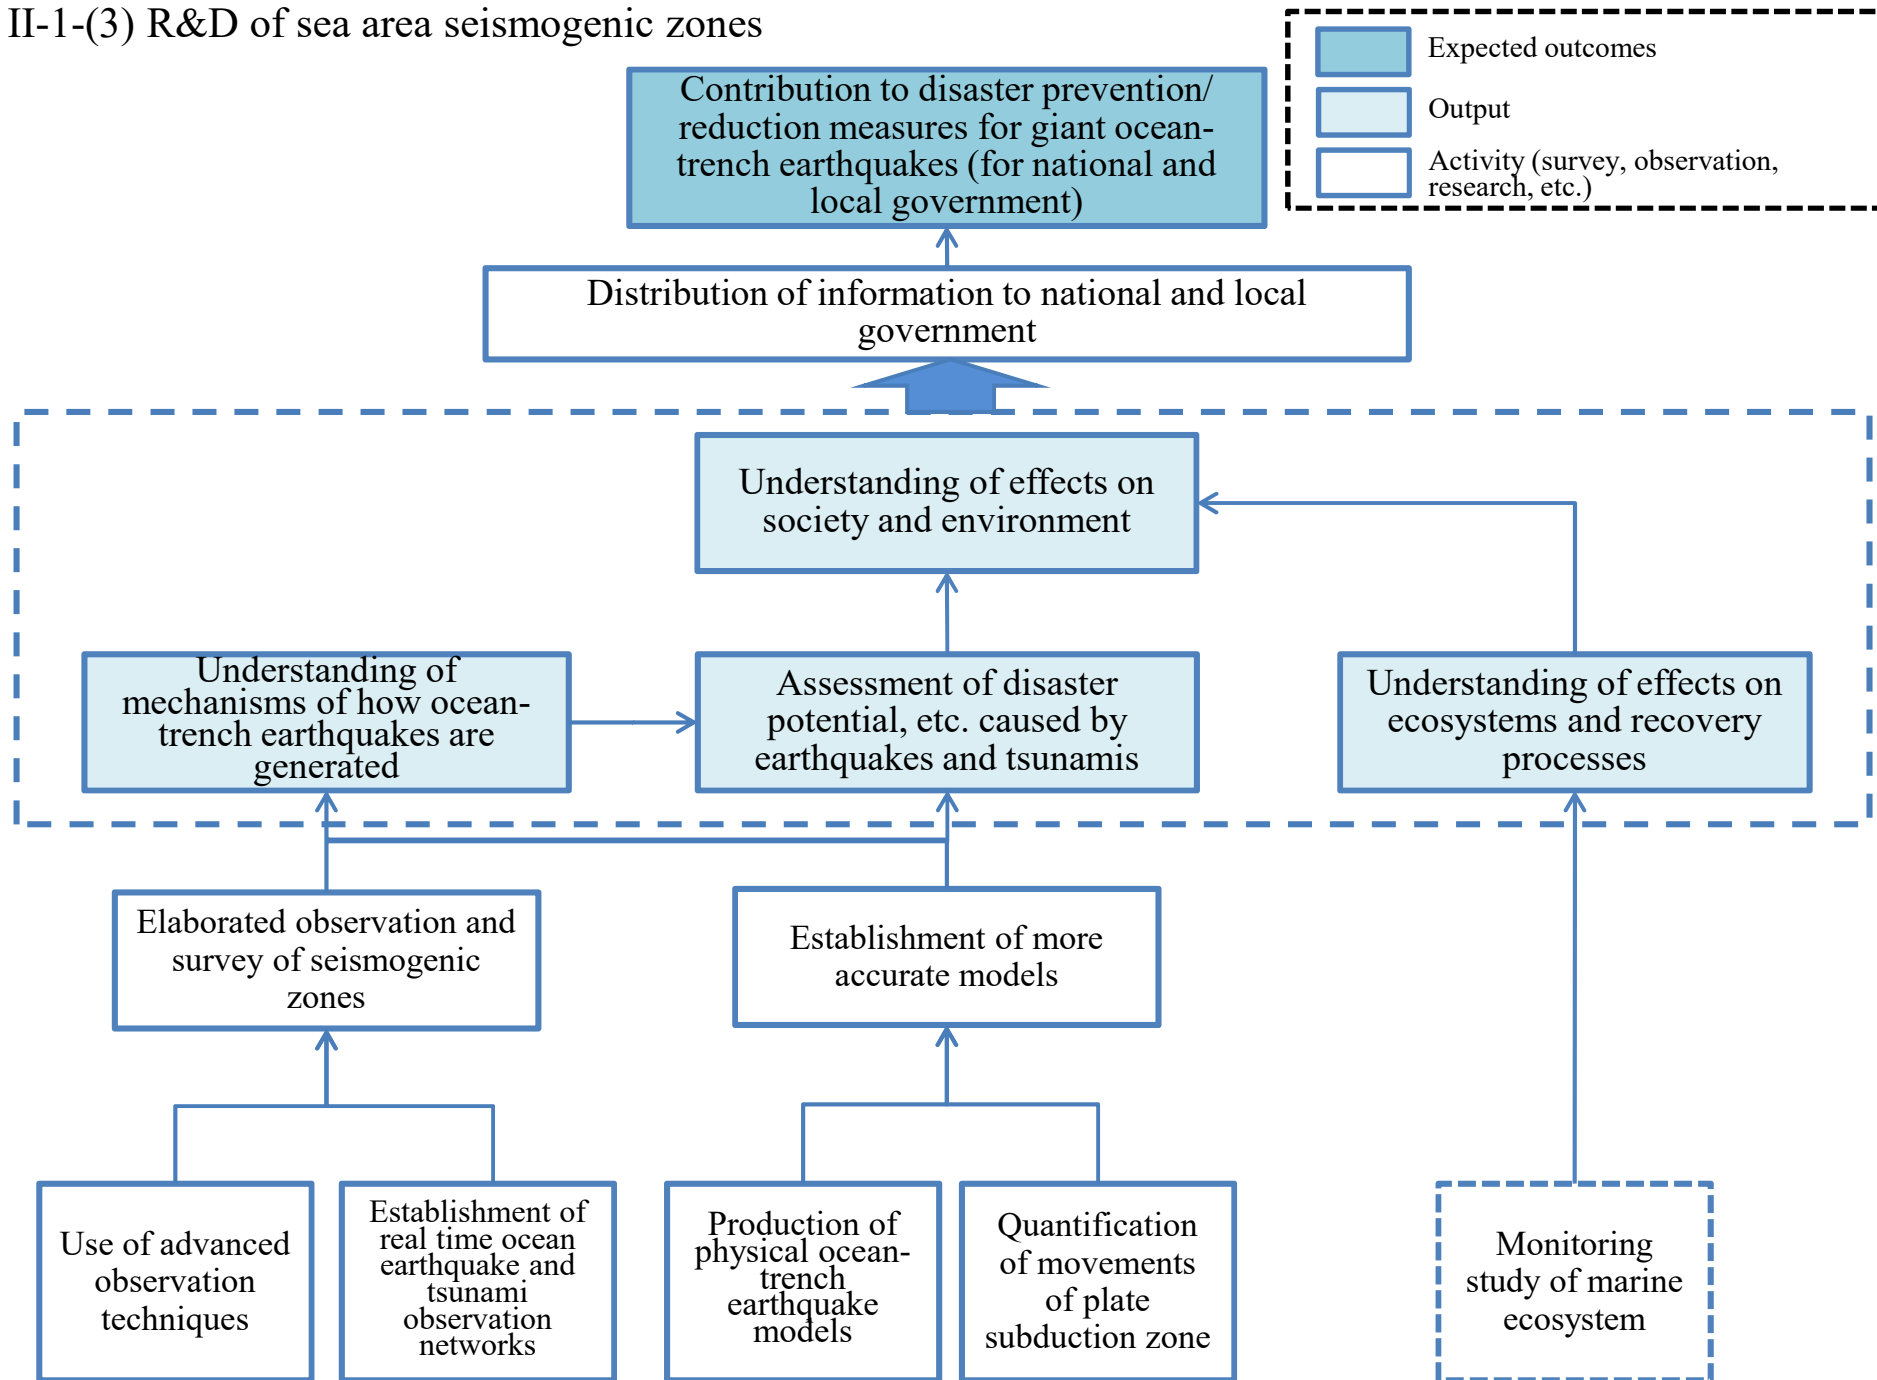 II-1-(3) R&D of sea area seismogenic zones
Expected outcomes
Output
Activity (survey, observation,
research, etc.)
Contribution to disaster prevention/
reduction measures for giant ocean-
trench earthquakes (for national and
local government)
Distribution of information to national and local
government
Understanding of effects on
society and environment
Understanding of
mechanisms of how ocean-
trench earthquakes are
generated
Assessment of disaster
potential, etc. caused by
earthquakes and tsunamis
Understanding of effects on
ecosystems and recovery
processes
Elaborated observation and
survey of seismogenic
zones
Establishment of more
accurate models
Use of advanced
observation
techniques
Establishment of
real time ocean
earthquake and
tsunami
observation
networks
Production of
physical ocean-
trench
earthquake
models
Quantification
of movements
of plate
subduction zone
Monitoring
study of marine
ecosystem